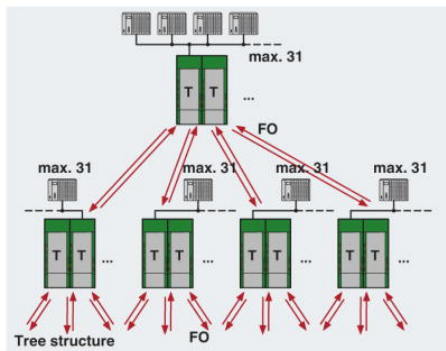 max. 31
T T ...
FO
max. 31 max. 31 max. 31 max. 31
T T ... T T ... T T ... T T ...
Tree structure FO